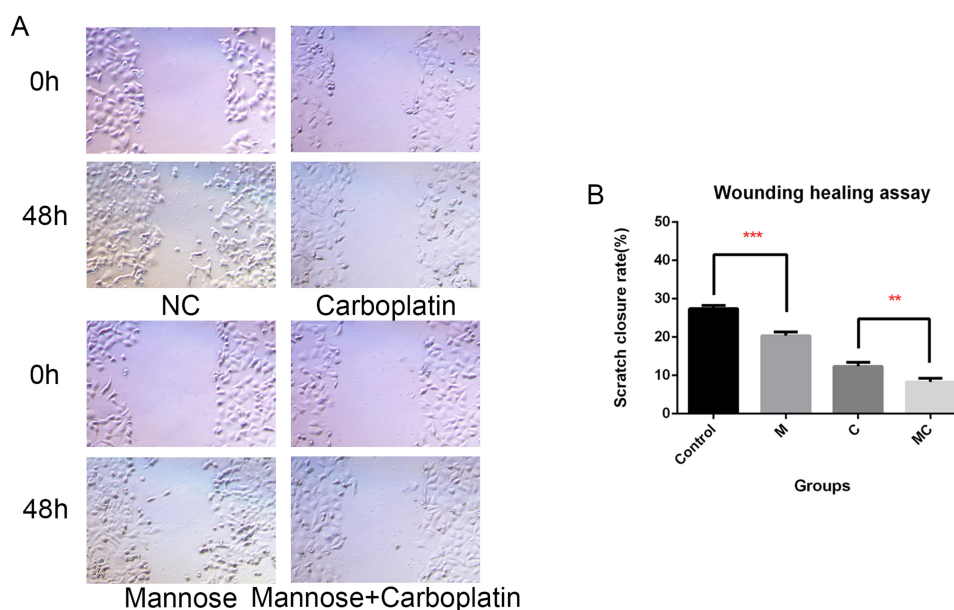 A
0h
48h
NC Carboplatin
0h
48h
Mannose Mannose+Carboplatin
B
Wounding healing assay
Scratch closure rate(%)
50
40
30
20
10
0
***
**
Control M C MC
Groups